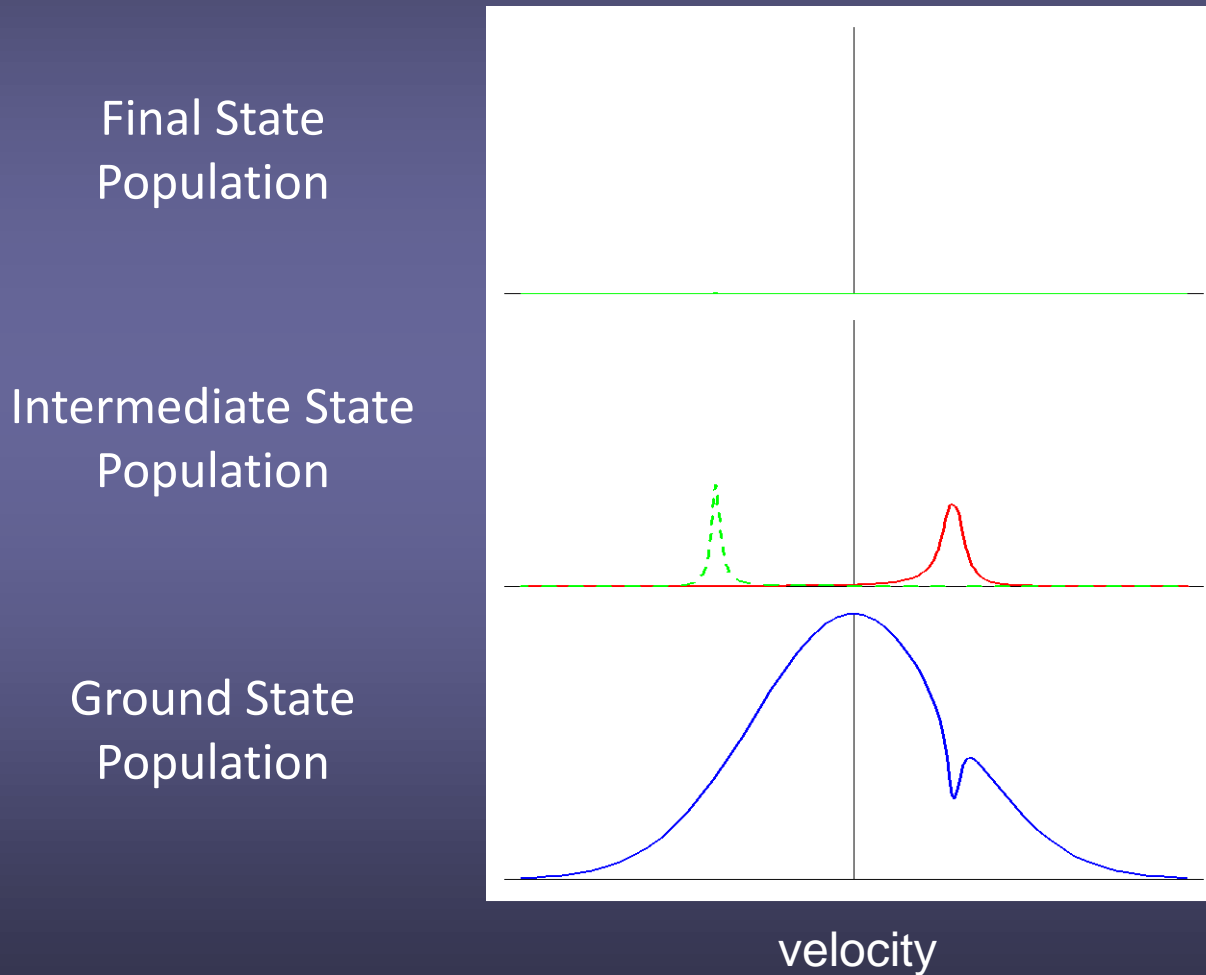 Final State
Population
Intermediate State
Population
Ground State
Population
velocity